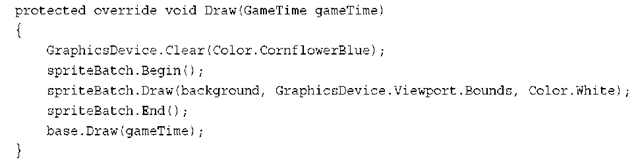 protected override void Draw(GameTime gameTime)
{
    GraphicsDevice.Clear(Color.CornflowerBlue);
    spriteBatch.Begin();
    spriteBatch.Draw(background, GraphicsDevice.Viewport.Bounds, Color.White);
    spriteBatch.End();
    base.Draw(gameTime);
}